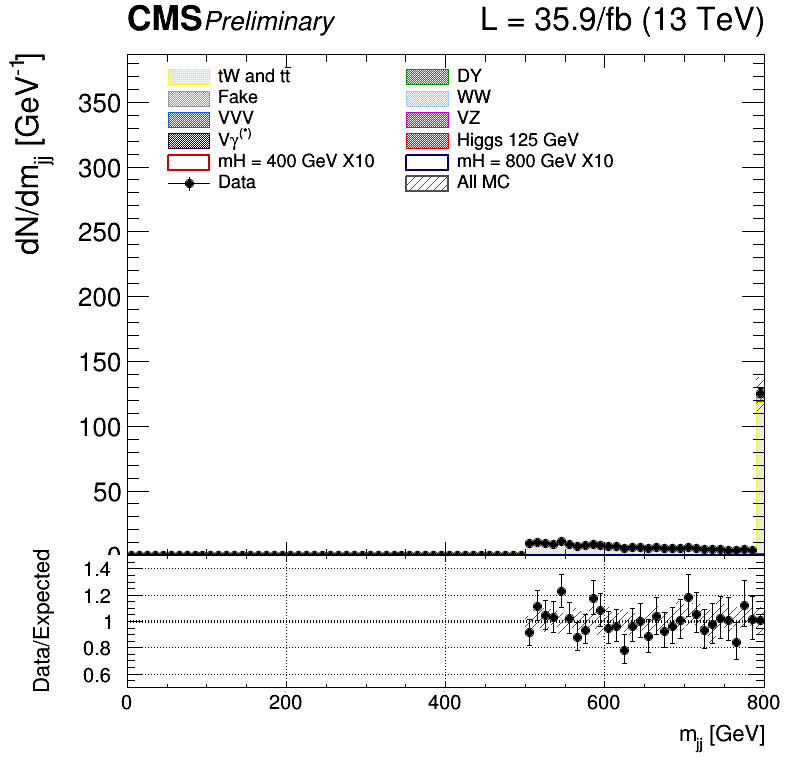 CMS Preliminary L = 35.9/fb (13 TeV)
dN/dm_jj [GeV⁻¹]
350
300
250
200
150
100
50
0
tW and tt̄
DY
Fake
WW
VVV
VZ
Vγ⁽*⁾
Higgs 125 GeV
mH = 400 GeV X10
mH = 800 GeV X10
Data
All MC
Data/Expected
1.4
1.2
1
0.8
0.6
0 200 400 600 800
m_jj [GeV]